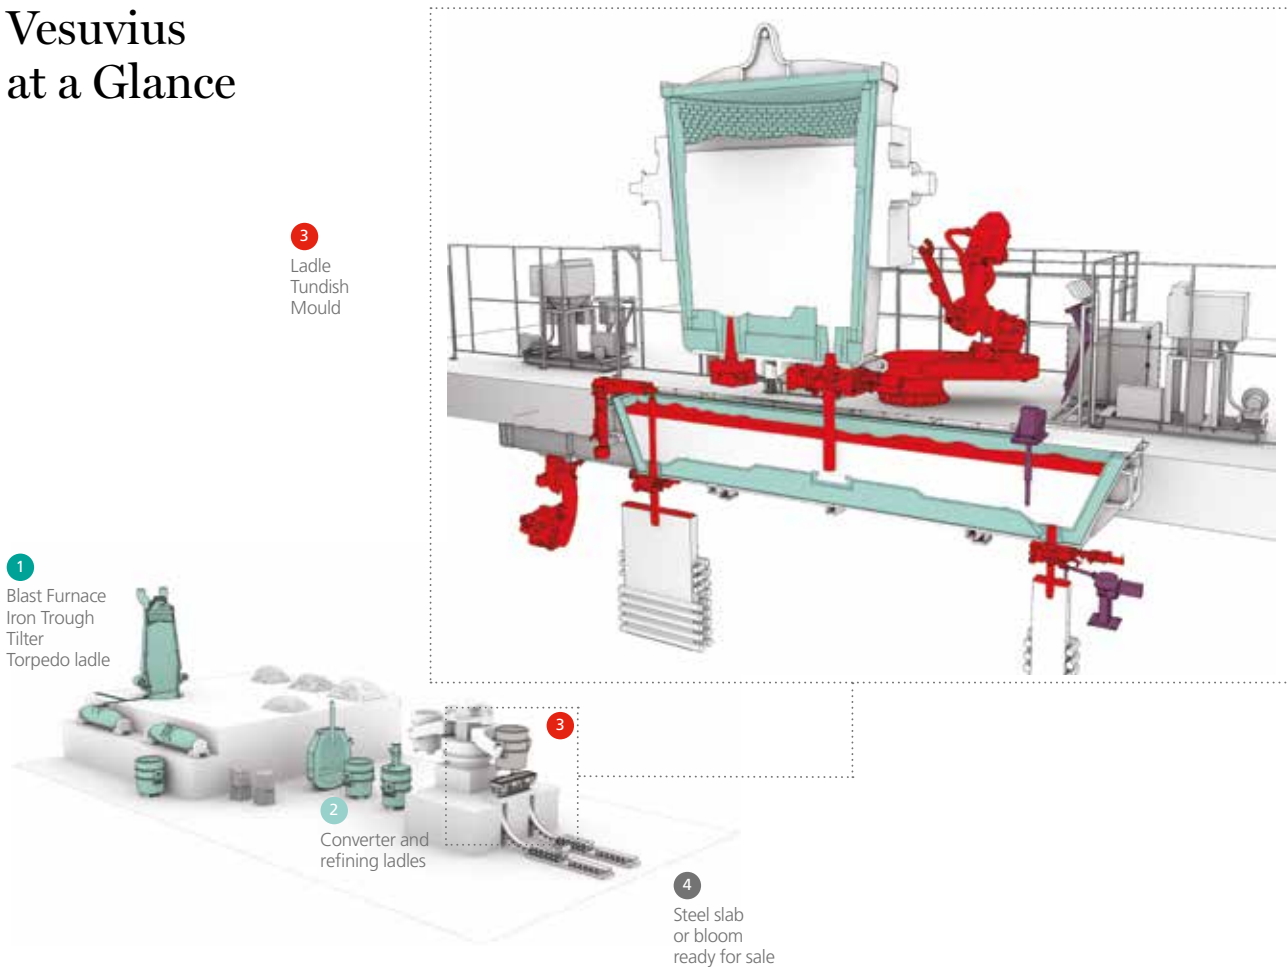 Vesuvius
at a Glance
3
Ladle
Tundish
Mould
1
Blast Furnace
Iron Trough
Tilter
Torpedo ladle
3
2
Converter and
refining ladles
4
Steel slab
or bloom
ready for sale